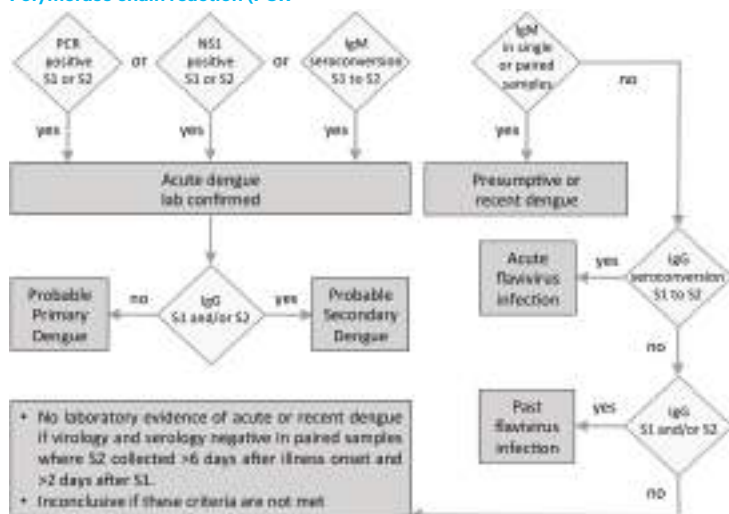 PCR
positive
S1 or S2
or
NS1
positive
S1 or S2
or
IgM
seroconversion
S1 to S2
IgM
in single
or paired
samples
no
yes
yes
yes
yes
Acute dengue
lab confirmed
Presumptive or
recent dengue
Acute
flavivirus
infection
yes
IgG
seroconversion
S1 to S2
Probable
Primary
Dengue
no
IgG
S1 and/or S2
yes
Probable
Secondary
Dengue
no
• No laboratory evidence of acute or recent dengue
if virology and serology negative in paired samples
where S2 collected >6 days after illness onset and
>2 days after S1.
• Inconclusive if these criteria are not met
Past
flavivirus
infection
yes
IgG
S1 and/or S2
no